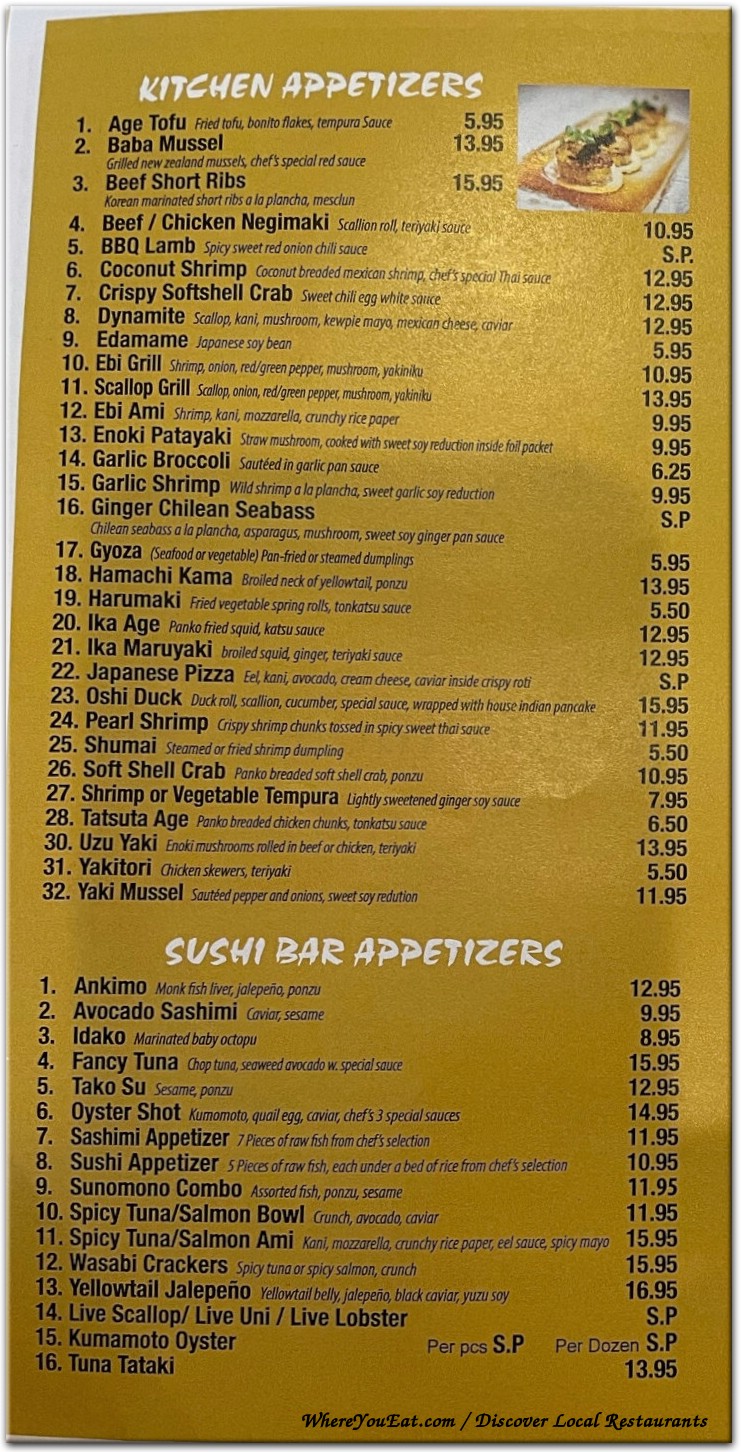 KITCHEN APPETIZERS
1. Age Tofu Fried tofu, bonito flakes, tempura Sauce 5.95
2. Baba Mussel 13.95
Grilled new zealand mussels, chef's special red sauce
3. Beef Short Ribs 15.95
Korean marinated short ribs a la plancha, mesclun
4. Beef / Chicken Negimaki Scallion roll, teriyaki sauce 10.95
5. BBQ Lamb Spicy sweet red onion chili sauce S.P.
6. Coconut Shrimp Coconut breaded mexican shrimp, chef's special Thai sauce 12.95
7. Crispy Softshell Crab Sweet chili egg white sauce 12.95
8. Dynamite Scallop, kani, mushroom, kewpie mayo, mexican cheese, caviar 12.95
9. Edamame Japanese soy bean 5.95
10. Ebi Grill Shrimp, onion, red/green pepper, mushroom, yakiniku 10.95
11. Scallop Grill Scallop, onion, red/green pepper, mushroom, yakiniku 13.95
12. Ebi Ami Shrimp, kani, mozzarella, crunchy rice paper 9.95
13. Enoki Patayaki Straw mushroom, cooked with sweet soy reduction inside foil packet 9.95
14. Garlic Broccoli Sautéed in garlic pan sauce 6.25
15. Garlic Shrimp Wild shrimp a la plancha, sweet garlic soy reduction 9.95
16. Ginger Chilean Seabass S.P
Chilean seabass a la plancha, asparagus, mushroom, sweet soy ginger pan sauce
17. Gyoza (Seafood or vegetable) Pan-fried or steamed dumplings 5.95
18. Hamachi Kama Broiled neck of yellowtail, ponzu 13.95
19. Harumaki Fried vegetable spring rolls, tonkatsu sauce 5.50
20. Ika Age Panko fried squid, katsu sauce 12.95
21. Ika Maruyaki broiled squid, ginger, teriyaki sauce 12.95
22. Japanese Pizza Eel, kani, avocado, cream cheese, caviar inside crispy roti S.P
23. Oshi Duck Duck roll, scallion, cucumber, special sauce, wrapped with house indian pancake 15.95
24. Pearl Shrimp Crispy shrimp chunks tossed in spicy sweet thai sauce 11.95
25. Shumai Steamed or fried shrimp dumpling 5.50
26. Soft Shell Crab Panko breaded soft shell crab, ponzu 10.95
27. Shrimp or Vegetable Tempura Lightly sweetened ginger soy sauce 7.95
28. Tatsuta Age Panko breaded chicken chunks, tonkatsu sauce 6.50
30. Uzu Yaki Enoki mushrooms rolled in beef or chicken, teriyaki 13.95
31. Yakitori Chicken skewers, teriyaki 5.50
32. Yaki Mussel Sautéed pepper and onions, sweet soy redution 11.95
SUSHI BAR APPETIZERS
1. Ankimo Monk fish liver, jalepeño, ponzu 12.95
2. Avocado Sashimi Caviar, sesame 9.95
3. Idako Marinated baby octopu 8.95
4. Fancy Tuna Chop tuna, seaweed avocado w. special sauce 15.95
5. Tako Su Sesame, ponzu 12.95
6. Oyster Shot Kumomoto, quail egg, caviar, chef's 3 special sauces 14.95
7. Sashimi Appetizer 7 Pieces of raw fish from chef's selection 11.95
8. Sushi Appetizer 5 Pieces of raw fish, each under a bed of rice from chef's selection 10.95
9. Sunomono Combo Assorted fish, ponzu, sesame 11.95
10. Spicy Tuna/Salmon Bowl Crunch, avocado, caviar 11.95
11. Spicy Tuna/Salmon Ami Kani, mozzarella, crunchy rice paper, eel sauce, spicy mayo 15.95
12. Wasabi Crackers Spicy tuna or spicy salmon, crunch 15.95
13. Yellowtail Jalepeño Yellowtail belly, jalepeño, black caviar, yuzu soy 16.95
14. Live Scallop/ Live Uni / Live Lobster S.P
15. Kumamoto Oyster Per pcs S.P Per Dozen S.P
16. Tuna Tataki 13.95
WhereYouEat.com / Discover Local Restaurants